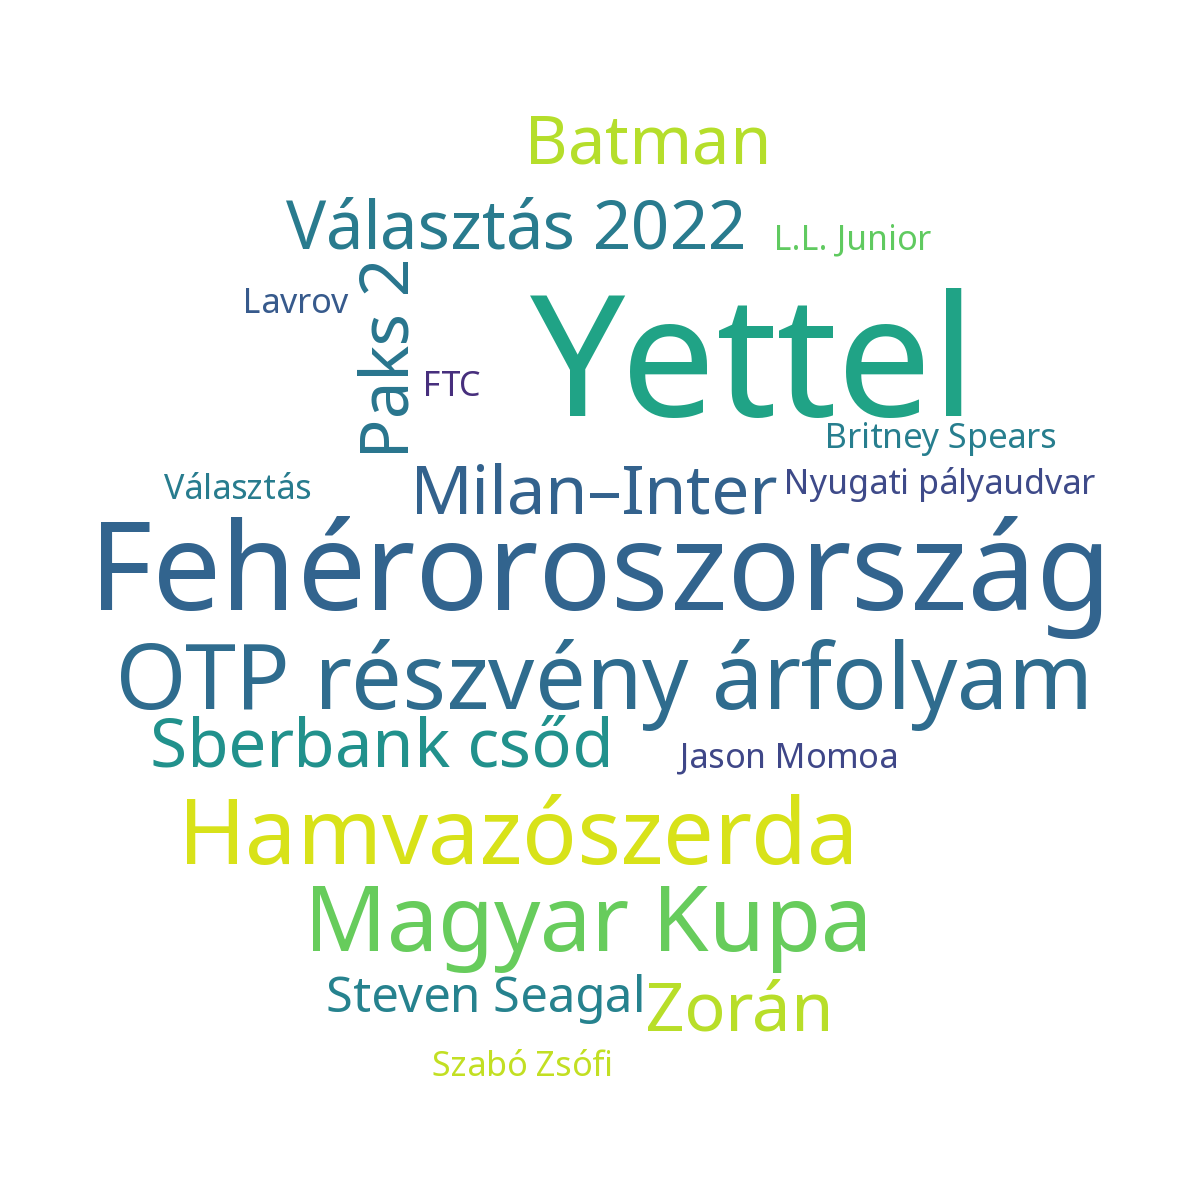 Batman
Választás 2022
L.L. Junior
Lavrov
Paks 2
Yettel
FTC
Britney Spears
Választás
Milan–Inter
Nyugati pályaudvar
Fehéroroszország
OTP részvény árfolyam
Sberbank csőd
Jason Momoa
Hamvazószerda
Magyar Kupa
Steven Seagal
Zorán
Szabó Zsófi